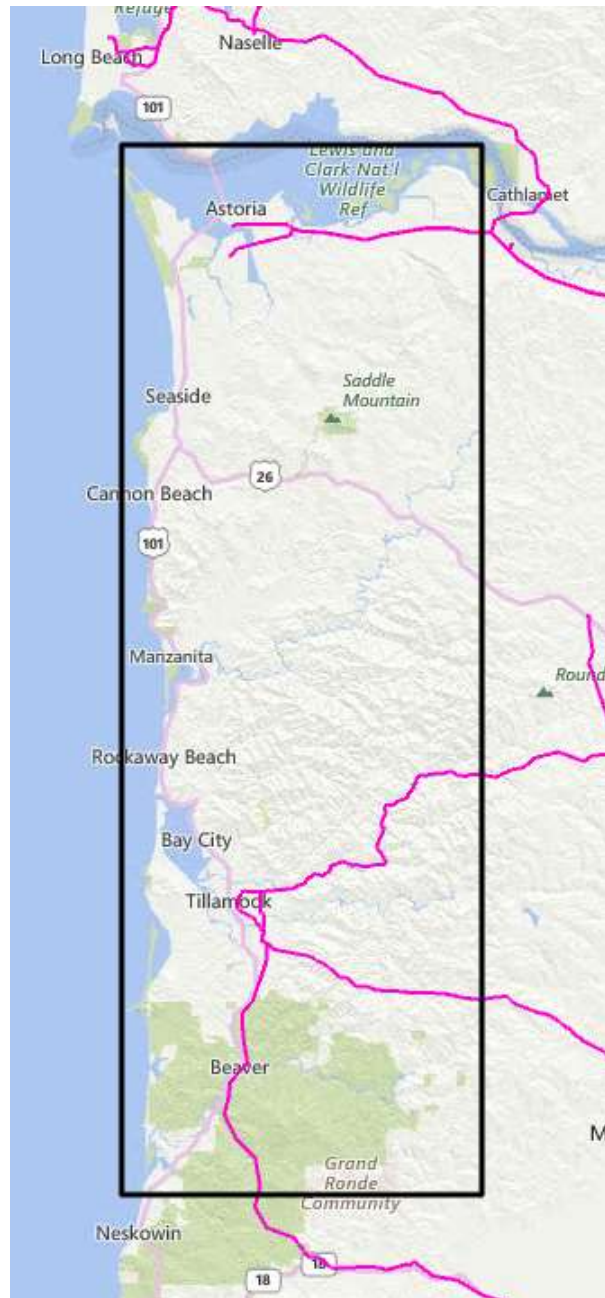 Refuge
Naselle
Long Beach
101
Lewis and
Clark Nat'l
Wildlife
Ref
Cathlamet
Astoria
Saddle
Mountain
Seaside
26
Cannon Beach
101
Manzanita
Round
Rockaway Beach
Bay City
Tillamook
Beaver
M
Grand
Ronde
Community
Neskowin
18
18